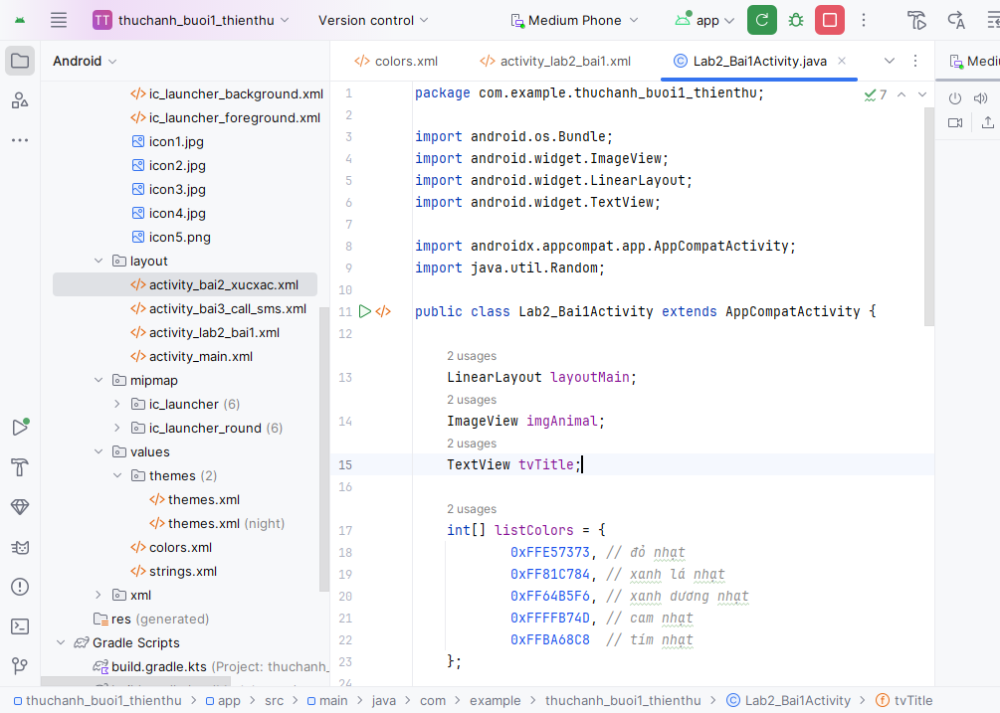 TT thuchanh_buoi1_thienthu Version control Medium Phone app
Android
colors.xml activity_lab2_bai1.xml Lab2_Bai1Activity.java
ic_launcher_background.xml
ic_launcher_foreground.xml
icon1.jpg
icon2.jpg
icon3.jpg
icon4.jpg
icon5.png
layout
activity_bai2_xucxac.xml
activity_bai3_call_sms.xml
activity_lab2_bai1.xml
activity_main.xml
mipmap
ic_launcher (6)
ic_launcher_round (6)
values
themes (2)
themes.xml
themes.xml (night)
colors.xml
strings.xml
xml
res (generated)
Gradle Scripts
build.gradle.kts (Project: thuchanh_
7
1 package com.example.thuchanh_buoi1_thienthu;
2
3 import android.os.Bundle;
4 import android.widget.ImageView;
5 import android.widget.LinearLayout;
6 import android.widget.TextView;
7
8 import androidx.appcompat.app.AppCompatActivity;
9 import java.util.Random;
10
11 </> public class Lab2_Bai1Activity extends AppCompatActivity {
12
2 usages
13 LinearLayout layoutMain;
2 usages
14 ImageView imgAnimal;
2 usages
15 TextView tvTitle;
16
2 usages
17 int[] listColors = {
18 0xFFE57373, // đỏ nhạt
19 0xFF81C784, // xanh lá nhạt
20 0xFF64B5F6, // xanh dương nhạt
21 0xFFFFB74D, // cam nhạt
22 0xFFBA68C8 // tím nhạt
23 };
24
Medi
thuchanh_buoi1_thienthu > app > src > main > java > com > example > thuchanh_buoi1_thienthu > Lab2_Bai1Activity > tvTitle